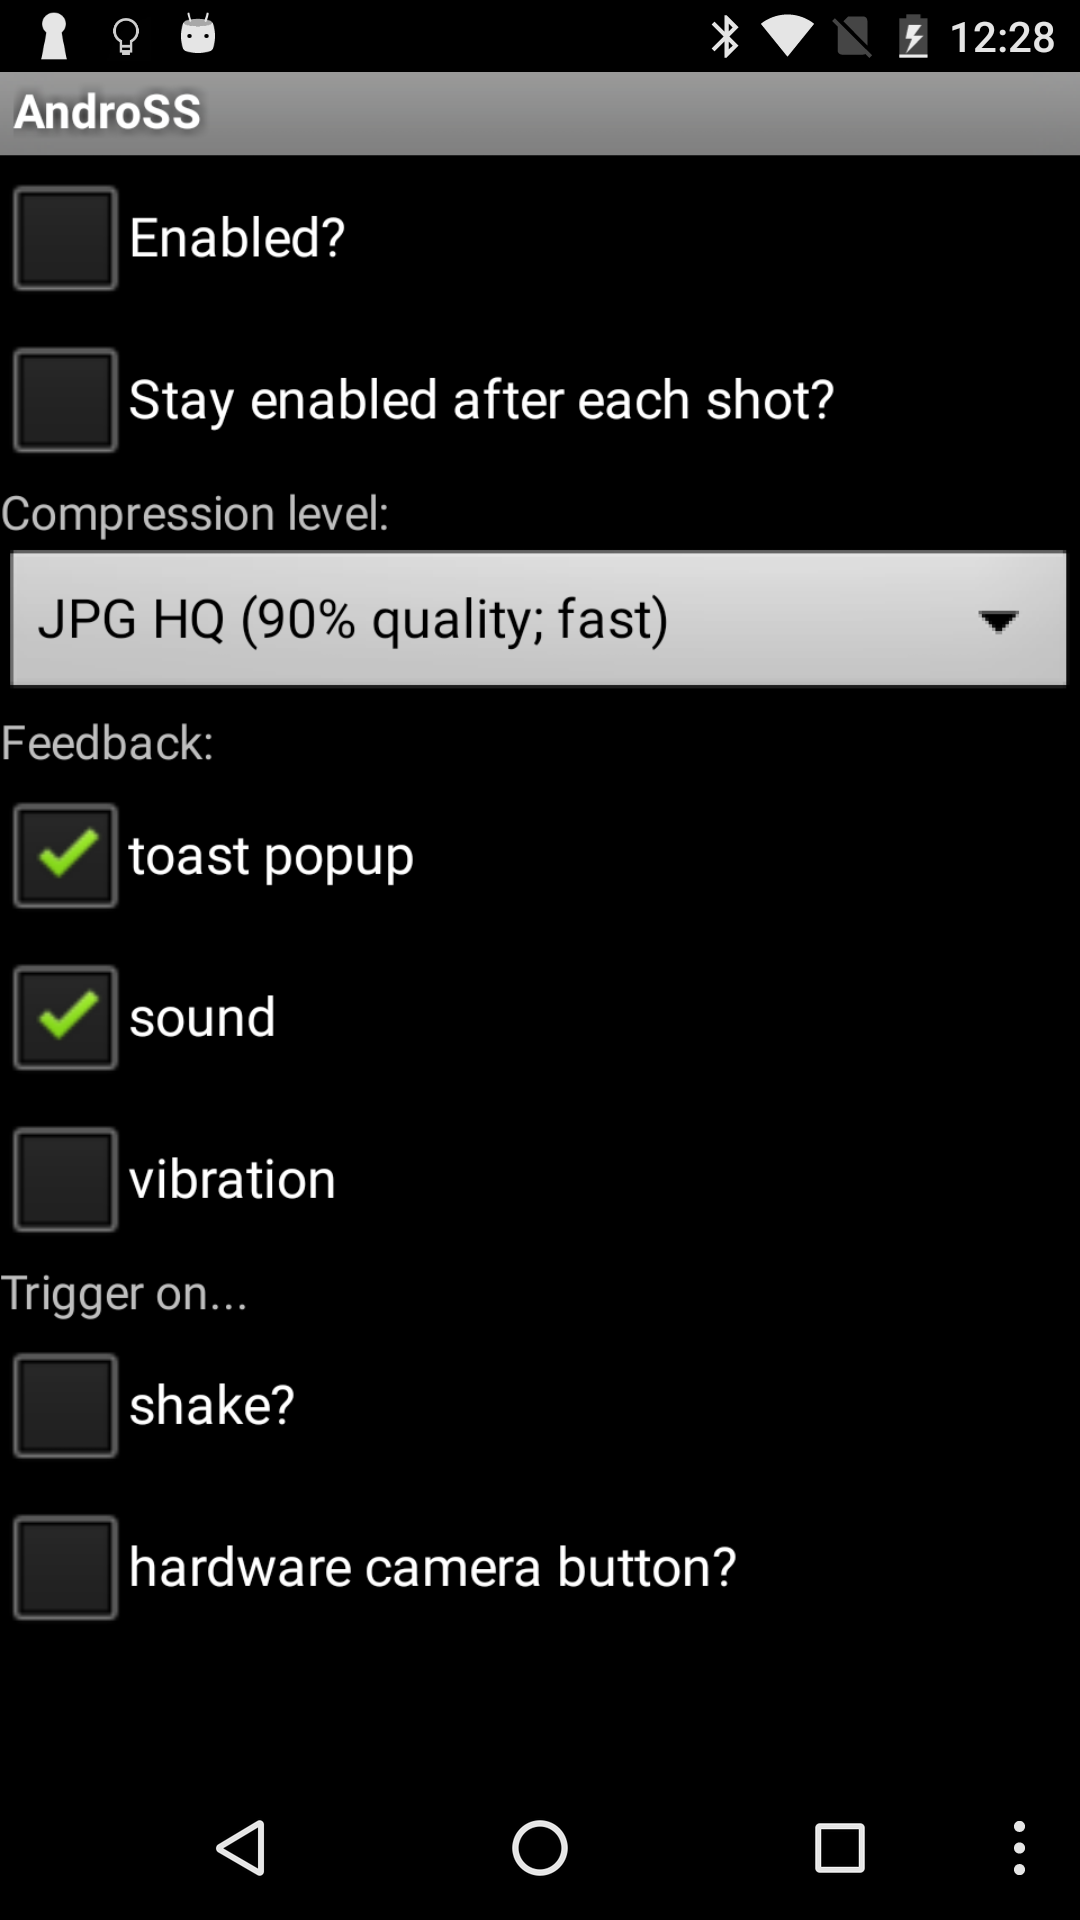 12:28
AndroSS
Enabled?
Stay enabled after each shot?
Compression level:
JPG HQ (90% quality; fast)
Feedback:
toast popup
sound
vibration
Trigger on...
shake?
hardware camera button?